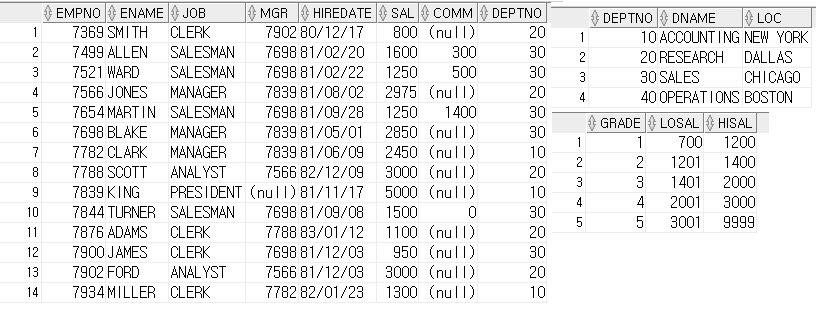 EMPNO ENAME JOB MGR HIREDATE SAL COMM DEPTNO
1 7369 SMITH CLERK 7902 80/12/17 800 (null) 20
2 7499 ALLEN SALESMAN 7698 81/02/20 1600 300 30
3 7521 WARD SALESMAN 7698 81/02/22 1250 500 30
4 7566 JONES MANAGER 7839 81/08/02 2975 (null) 20
5 7654 MARTIN SALESMAN 7698 81/09/28 1250 1400 30
6 7698 BLAKE MANAGER 7839 81/05/01 2850 (null) 30
7 7782 CLARK MANAGER 7839 81/06/09 2450 (null) 10
8 7788 SCOTT ANALYST 7566 82/12/09 3000 (null) 20
9 7839 KING PRESIDENT (null) 81/11/17 5000 (null) 10
10 7844 TURNER SALESMAN 7698 81/09/08 1500 0 30
11 7876 ADAMS CLERK 7788 83/01/12 1100 (null) 20
12 7900 JAMES CLERK 7698 81/12/03 950 (null) 30
13 7902 FORD ANALYST 7566 81/12/03 3000 (null) 20
14 7934 MILLER CLERK 7782 82/01/23 1300 (null) 10
DEPTNO DNAME LOC
1 10 ACCOUNTING NEW YORK
2 20 RESEARCH DALLAS
3 30 SALES CHICAGO
4 40 OPERATIONS BOSTON
GRADE LOSAL HISAL
1 1 700 1200
2 2 1201 1400
3 3 1401 2000
4 4 2001 3000
5 5 3001 9999